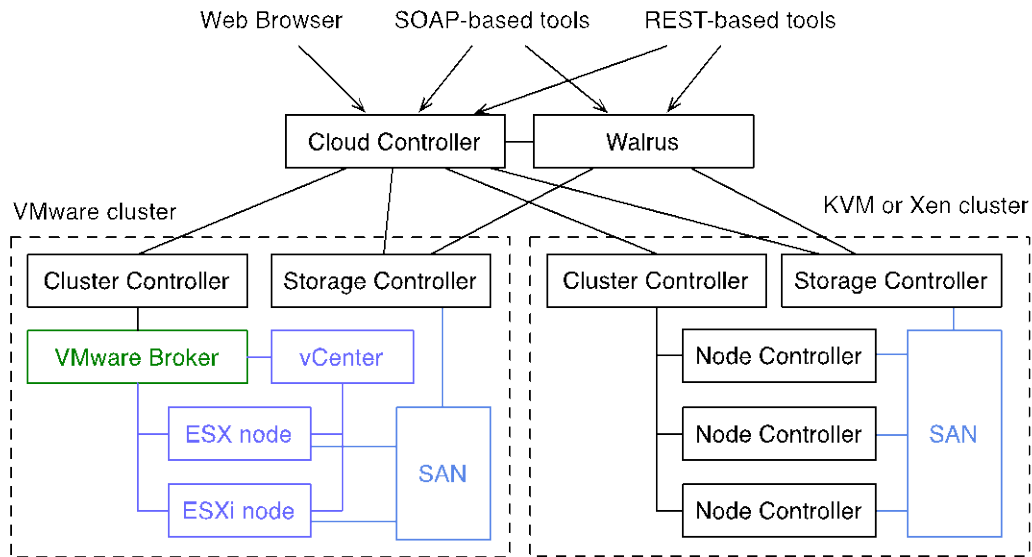 Web Browser
SOAP-based tools
REST-based tools
Cloud Controller
Walrus
VMware cluster
KVM or Xen cluster
Cluster Controller
Storage Controller
Cluster Controller
Storage Controller
VMware Broker
vCenter
Node Controller
ESX node
Node Controller
SAN
SAN
ESXi node
Node Controller